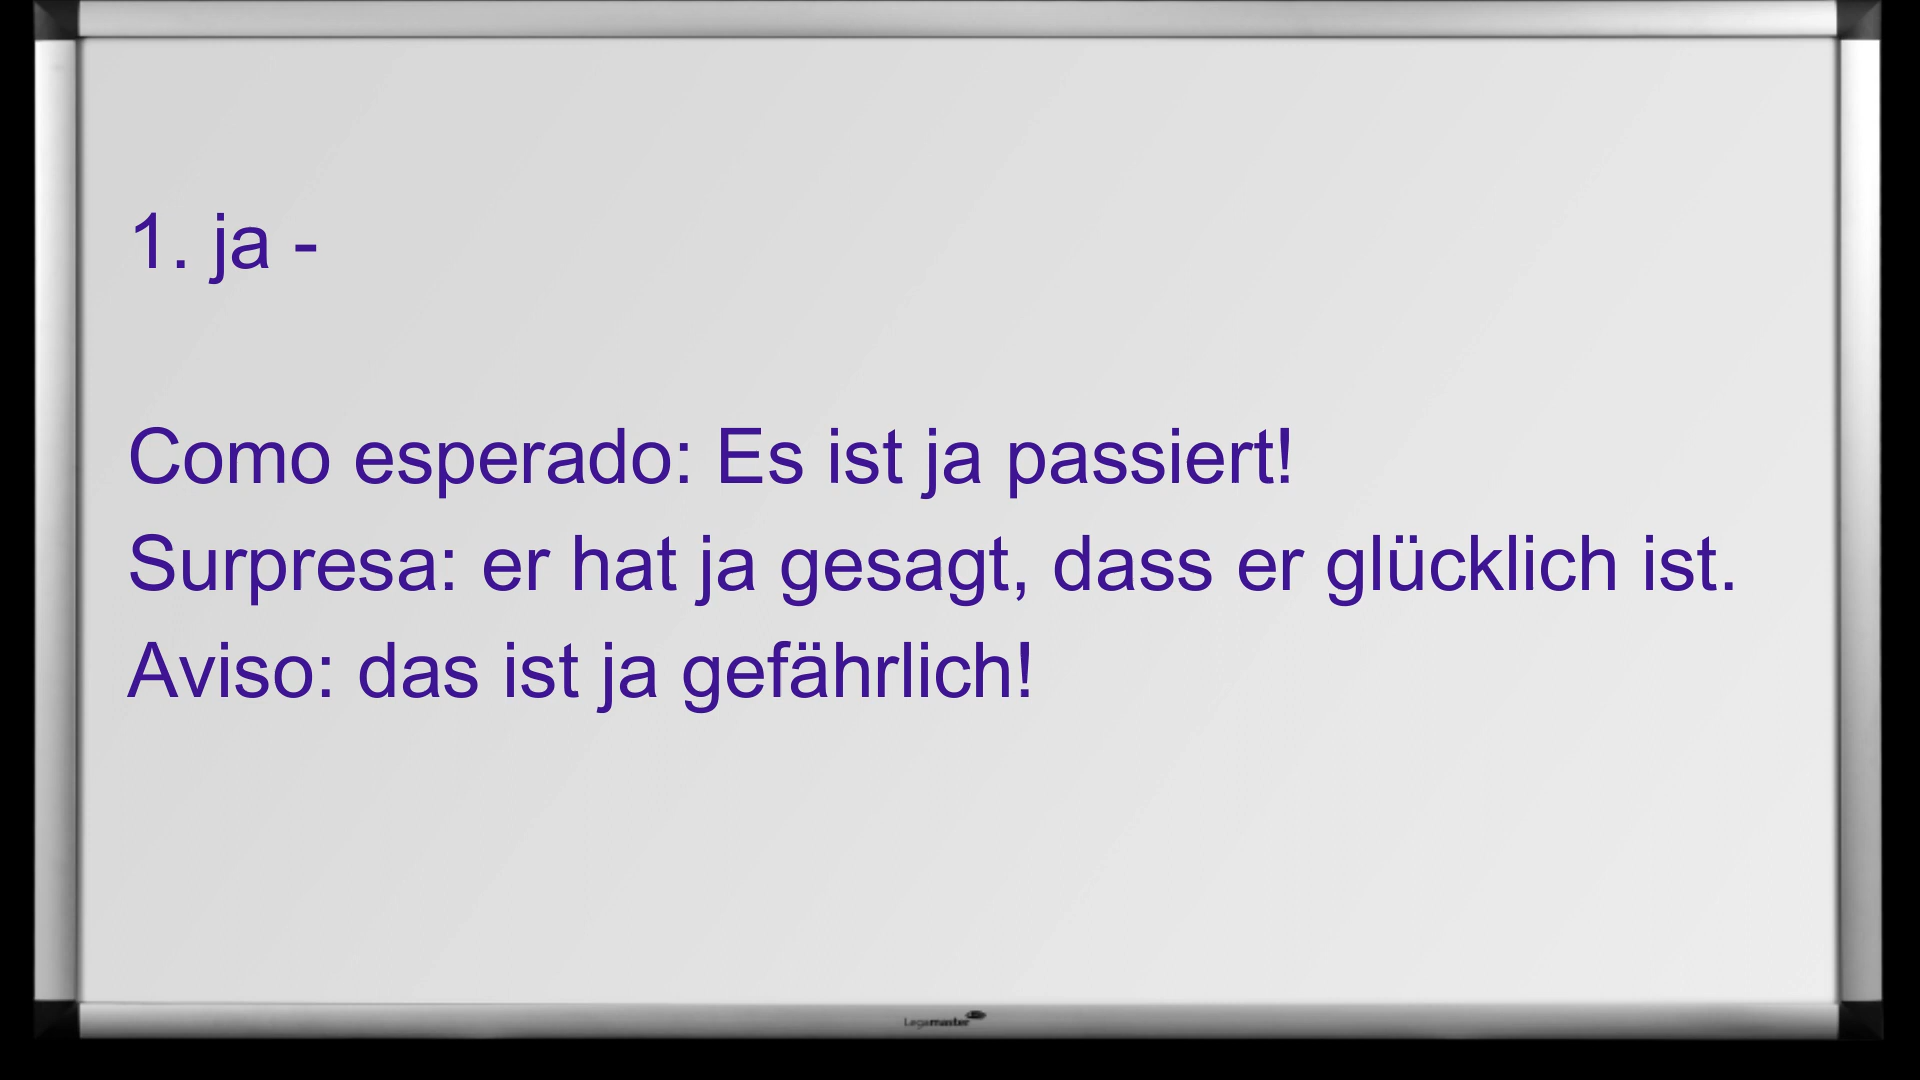 1. ja -
Como esperado: Es ist ja passiert!
Surpresa: er hat ja gesagt, dass er glücklich ist.
Aviso: das ist ja gefährlich!
Legamaster